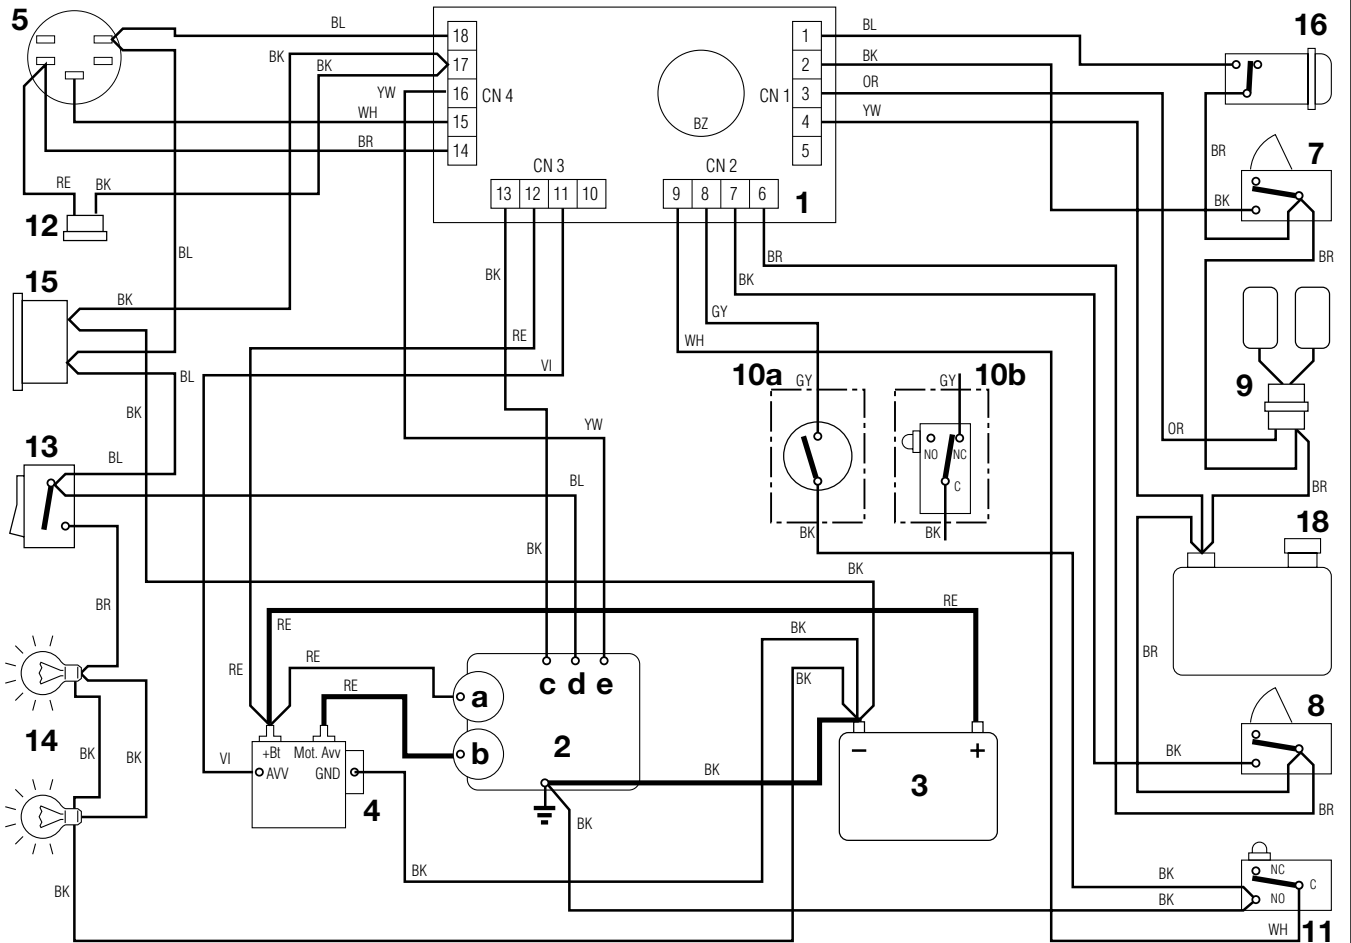 5
BL
18
1
BL
16
BK
BK
17
2
BK
YW
16
CN 4
CN 1
3
OR
WH
15
BZ
4
YW
BR
14
5
BR
7
CN 3
CN 2
RE
BK
13 12 11 10
9 8 7 6
1
BK
12
BL
BR
BR
15
BK
BK
BK
GY
RE
WH
VI
10a
GY
GY
10b
9
BL
BK
YW
OR
13
NO
NC
BL
BL
C
BR
18
BK
BK
BK
BK
BR
RE
RE
BK
BR
RE
RE
BK
c d e
RE
a
8
14
BK
BK
+Bt
Mot. Avv
b
2
–
+
BK
VI
AVV
GND
BK
3
4
BK
BR
BK
BK
BK
NC
C
BK
NO
WH
11